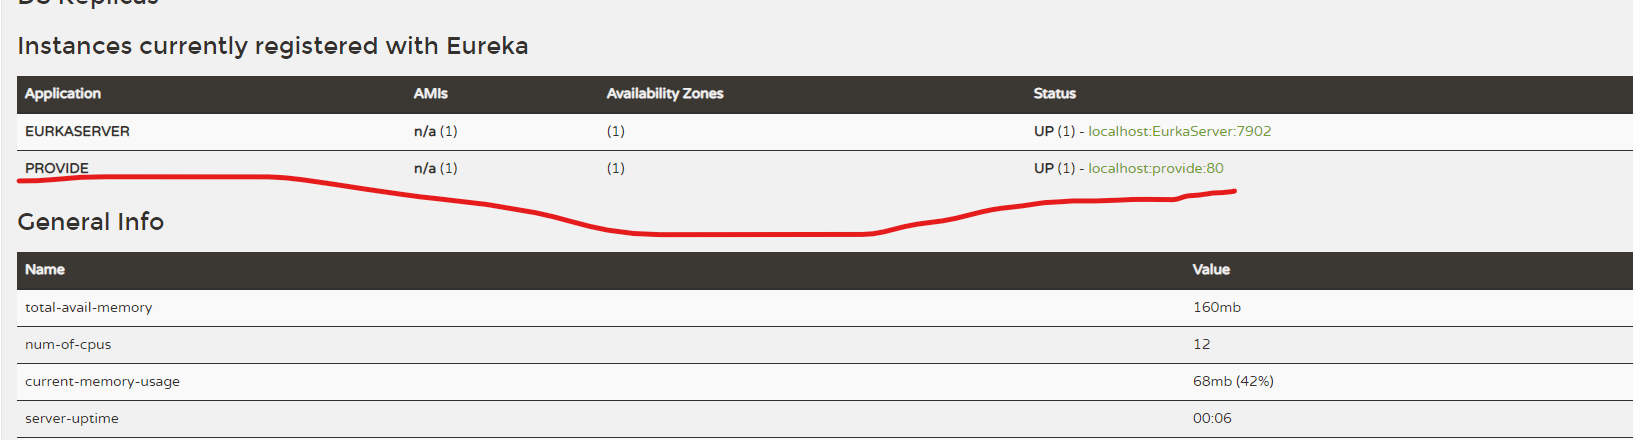 DS Replicas
Instances currently registered with Eureka
Application AMIs Availability Zones Status
EURKASERVER n/a (1) (1) UP (1) - localhost:EurkaServer:7902
PROVIDE n/a (1) (1) UP (1) - localhost:provide:80
General Info
Name Value
total-avail-memory 160mb
num-of-cpus 12
current-memory-usage 68mb (42%)
server-uptime 00:06